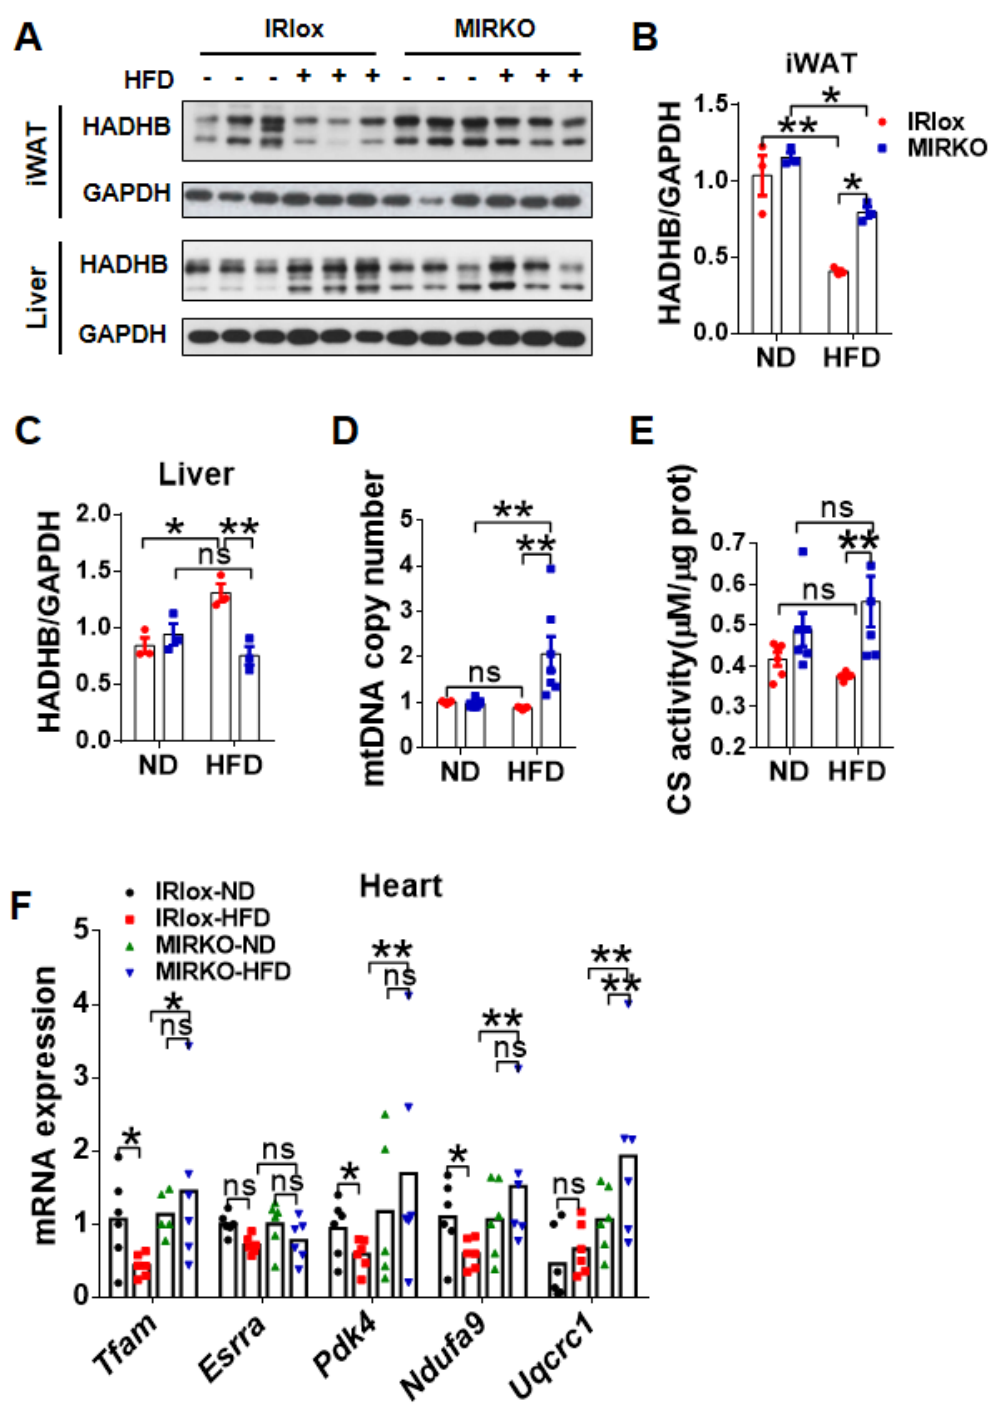 A
IRlox MIRKO
HFD - - - + + + - - - + + +
iWAT
HADHB
GAPDH
Liver
HADHB
GAPDH
B
iWAT
HADHB/GAPDH
1.5
1.0
0.5
0.0
** * *
IRlox
MIRKO
ND HFD
C
Liver
HADHB/GAPDH
2.0
1.5
1.0
0.5
0.0
* **
ns
ND HFD
D
mtDNA copy number
5
4
3
2
1
0
**
**
ns
ND HFD
E
CS activity(μM/μg prot)
0.7
0.6
0.5
0.4
0.3
0.2
ns
**
ns
ND HFD
F
Heart
IRlox-ND
IRlox-HFD
MIRKO-ND
MIRKO-HFD
mRNA expression
5
4
3
2
1
0
* * ns
ns ns ns
* ** ns
* ** ns
ns ** **
Tfam Esrra Pdk4 Ndufa9 Uqcrc1